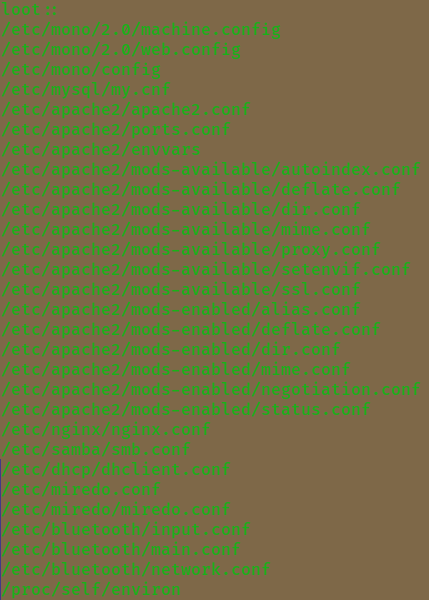 loot::
/etc/mono/2.0/machine.config
/etc/mono/2.0/web.config
/etc/mono/config
/etc/mysql/my.cnf
/etc/apache2/apache2.conf
/etc/apache2/ports.conf
/etc/apache2/envvars
/etc/apache2/mods-available/autoindex.conf
/etc/apache2/mods-available/deflate.conf
/etc/apache2/mods-available/dir.conf
/etc/apache2/mods-available/mime.conf
/etc/apache2/mods-available/proxy.conf
/etc/apache2/mods-available/setenvif.conf
/etc/apache2/mods-available/ssl.conf
/etc/apache2/mods-enabled/alias.conf
/etc/apache2/mods-enabled/deflate.conf
/etc/apache2/mods-enabled/dir.conf
/etc/apache2/mods-enabled/mime.conf
/etc/apache2/mods-enabled/negotiation.conf
/etc/apache2/mods-enabled/status.conf
/etc/nginx/nginx.conf
/etc/samba/smb.conf
/etc/dhcp/dhclient.conf
/etc/miredo.conf
/etc/miredo/miredo.conf
/etc/bluetooth/input.conf
/etc/bluetooth/main.conf
/etc/bluetooth/network.conf
/proc/self/environ